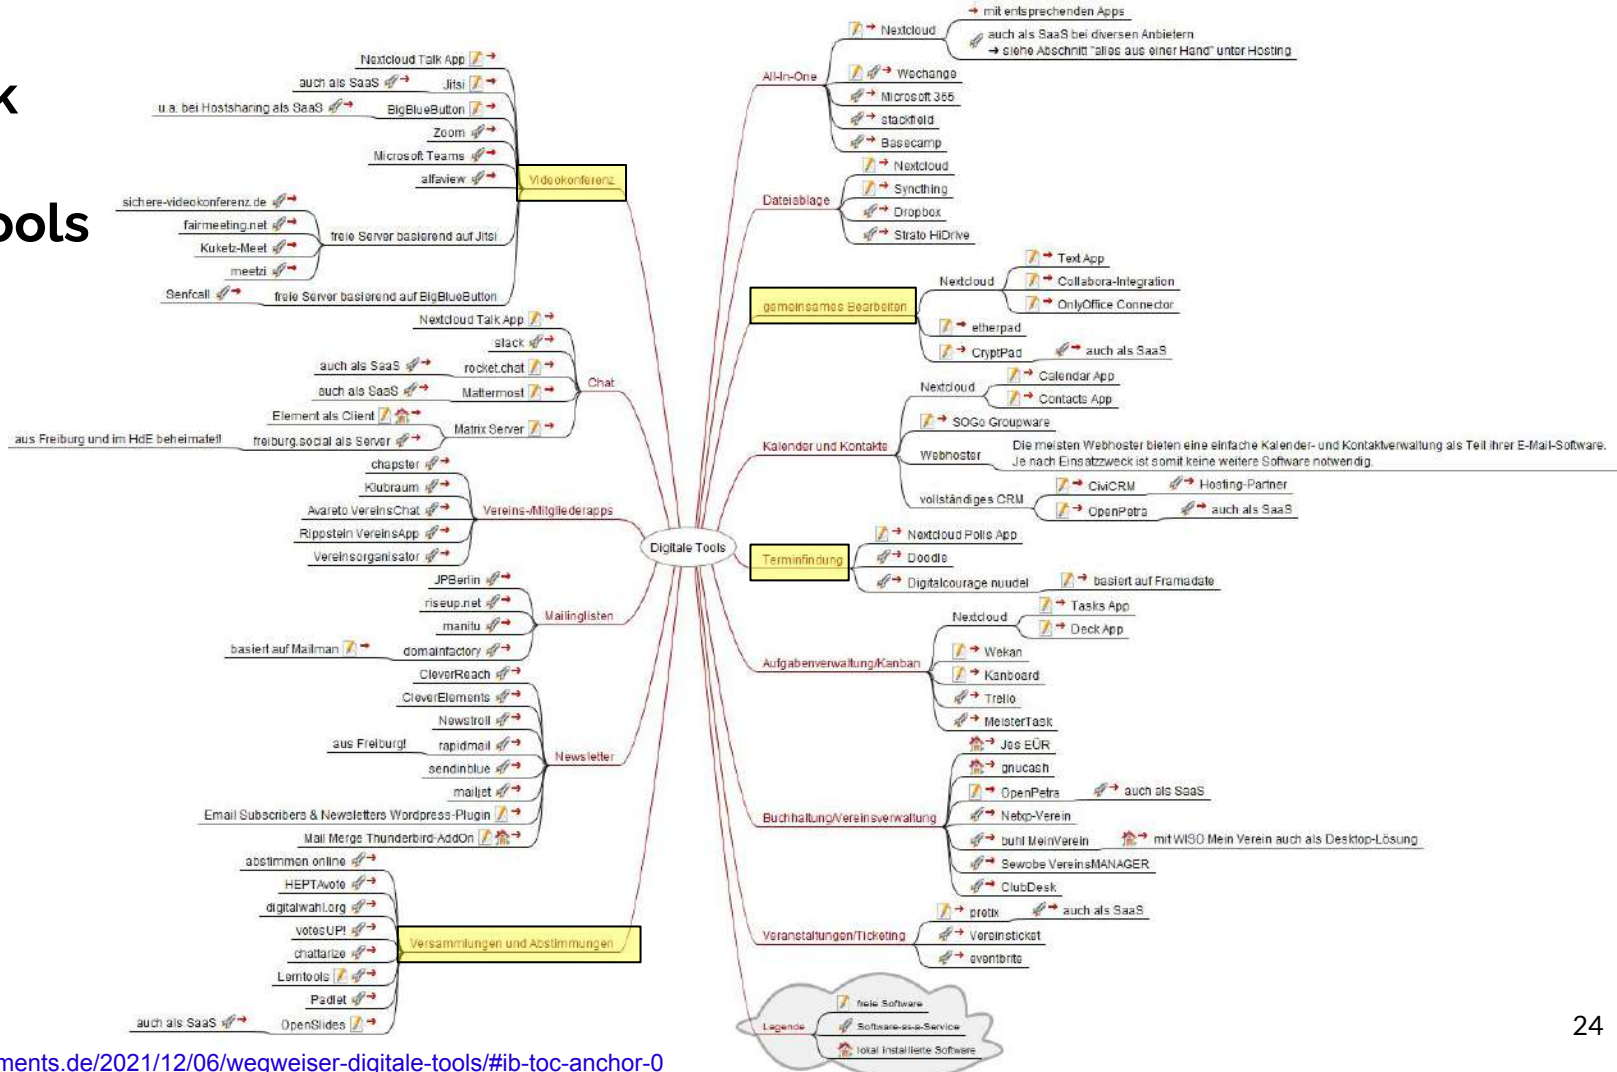 k
ools
Digitale Tools
Videokonferenz
Nextcloud Talk App
Jitsi
auch als SaaS
BigBlueButton
u.a. bei Hostsharing als SaaS
Zoom
Microsoft Teams
alfaview
freie Server basierend auf Jitsi
sichere-videokonferenz.de
fairmeeting.net
Kuketz-Meet
meetzi
freie Server basierend auf BigBlueButton
Senfcall
Chat
Nextcloud Talk App
slack
rocket.chat
auch als SaaS
Mattermost
auch als SaaS
Matrix Server
Element als Client
freiburg.social als Server
aus Freiburg und im HdE beheimatet!
Vereins-/Mitgliederapps
chapster
Klubraum
Avareto VereinsChat
Rippstein VereinsApp
Vereinsorganisator
Mailinglisten
JPBerlin
riseup.net
manitu
domainfactory
basiert auf Mailman
Newsletter
CleverReach
CleverElements
Newstroll
rapidmail
aus Freiburg!
sendinblue
mailjet
Email Subscribers & Newsletters Wordpress-Plugin
Mail Merge Thunderbird-AddOn
Versammlungen und Abstimmungen
abstimmen online
HEPTAvote
digitalwahl.org
votesUP!
chattarize
Lerntools
Padlet
OpenSlides
auch als SaaS
All-In-One
Nextcloud
mit entsprechenden Apps
auch als SaaS bei diversen Anbietern
→ siehe Abschnitt "alles aus einer Hand" unter Hosting
Wechange
Microsoft 365
stackfield
Basecamp
Dateiablage
Nextcloud
Syncthing
Dropbox
Strato HiDrive
gemeinsames Bearbeiten
Nextcloud
Text App
Collabora-Integration
OnlyOffice Connector
etherpad
CryptPad
auch als SaaS
Kalender und Kontakte
Nextcloud
Calendar App
Contacts App
SOGo Groupware
Webhoster
Die meisten Webhoster bieten eine einfache Kalender- und Kontaktverwaltung als Teil ihrer E-Mail-Software.
Je nach Einsatzzweck ist somit keine weitere Software notwendig.
vollständiges CRM
CiviCRM
Hosting-Partner
OpenPetra
auch als SaaS
Terminfindung
Nextcloud Polls App
Doodle
Digitalcourage nuudel
basiert auf Framadate
Aufgabenverwaltung/Kanban
Nextcloud
Tasks App
Deck App
Wekan
Kanboard
Trello
MeisterTask
Buchhaltung/Vereinsverwaltung
Jes EÜR
gnucash
OpenPetra
auch als SaaS
Netxp-Verein
buhl MeinVerein
mit WISO Mein Verein auch als Desktop-Lösung
Sewobe VereinsMANAGER
ClubDesk
Veranstaltungen/Ticketing
pretix
auch als SaaS
Vereinsticket
eventbrite
Legende
freie Software
Software-as-a-Service
lokal installierte Software
24
ments.de/2021/12/06/wegweiser-digitale-tools/#ib-toc-anchor-0